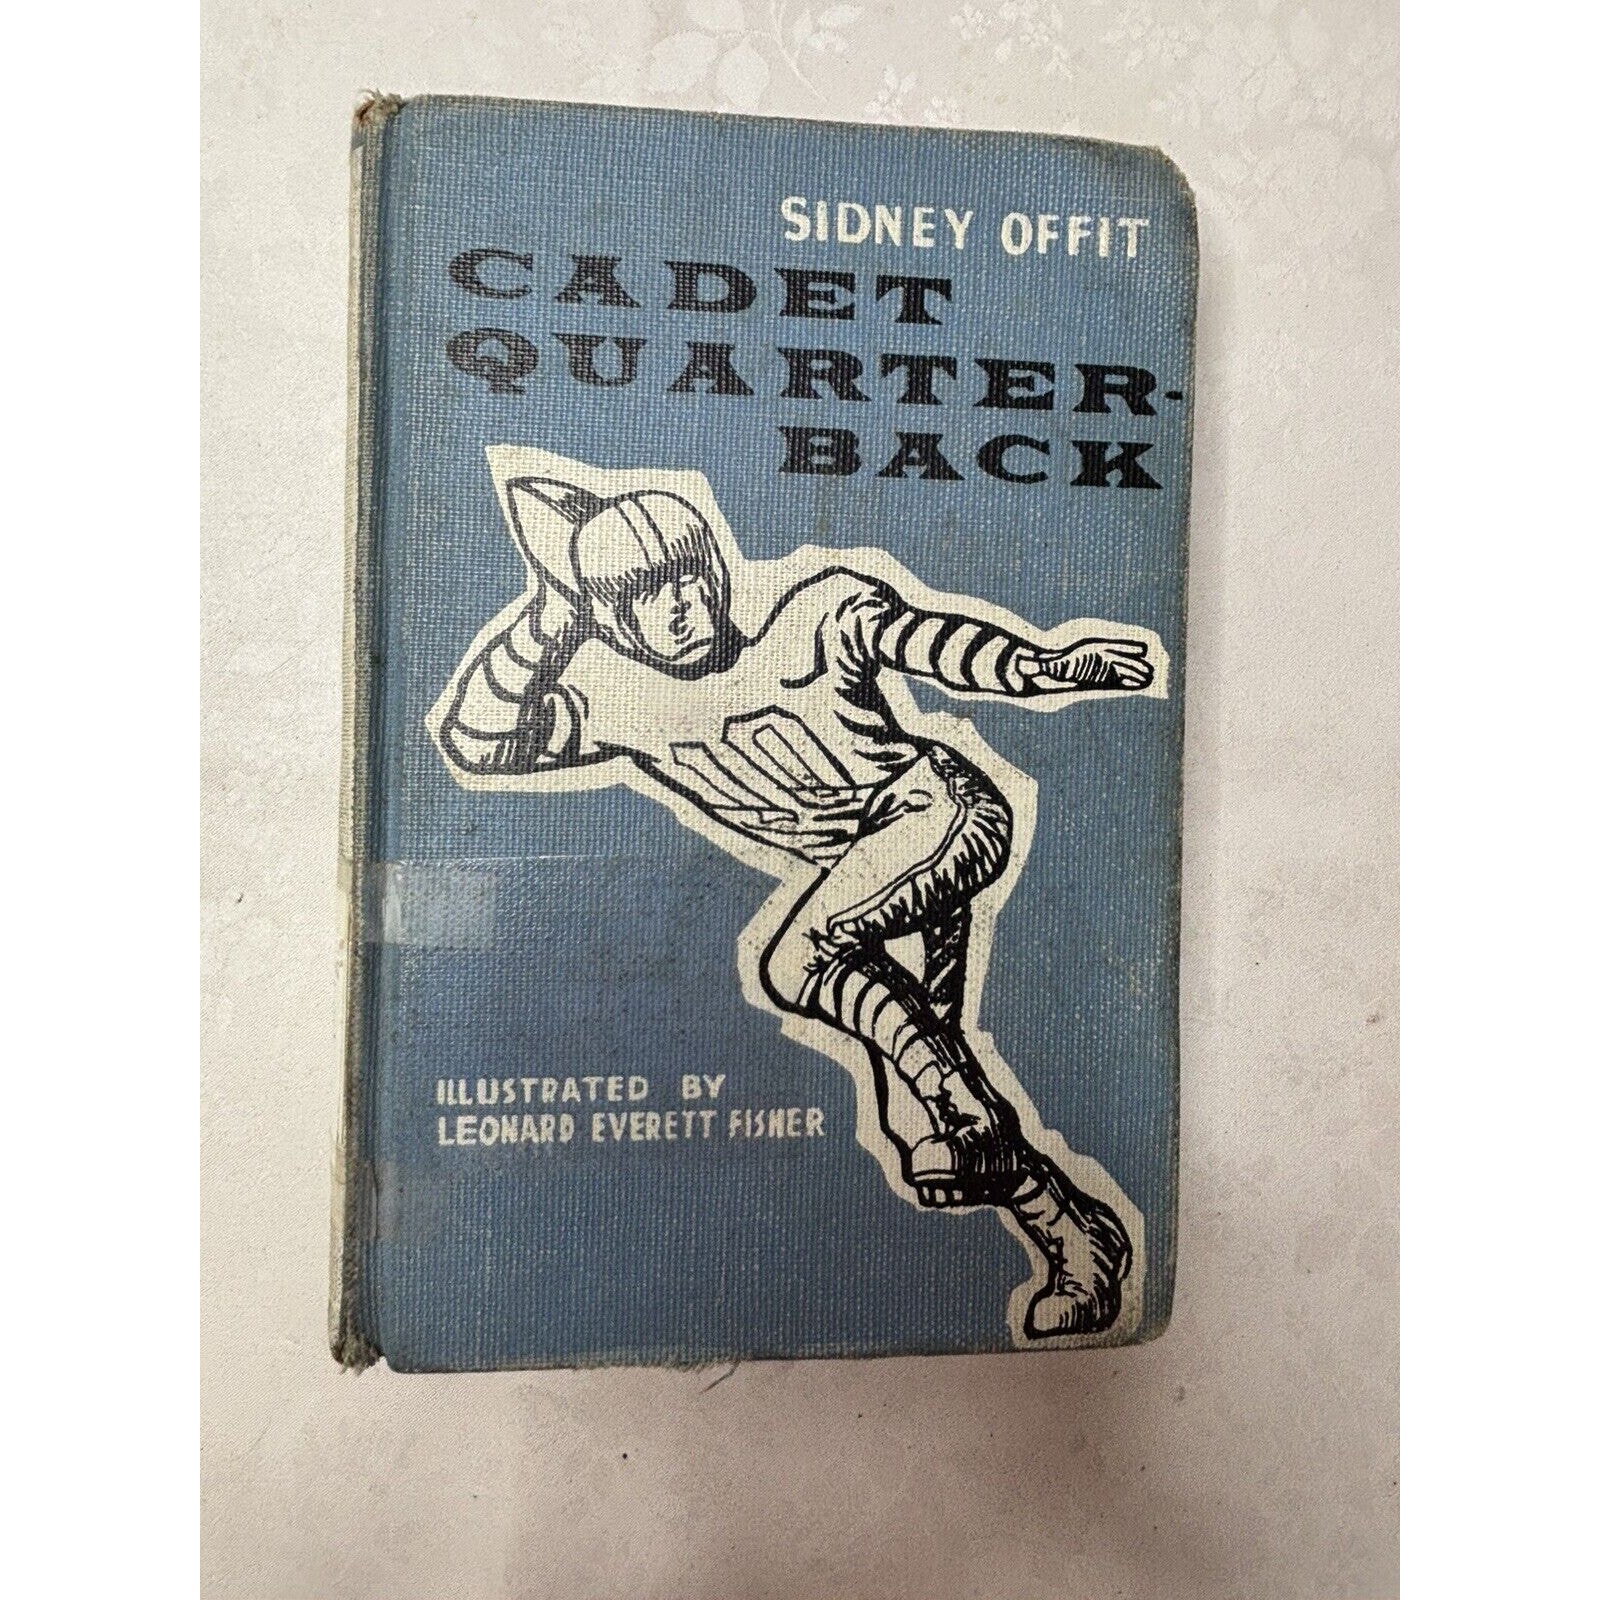 SIDNEY OFFIT
CADET
QUARTER-
BACK
ILLUSTRATED BY
LEONARD EVERETT FISHER